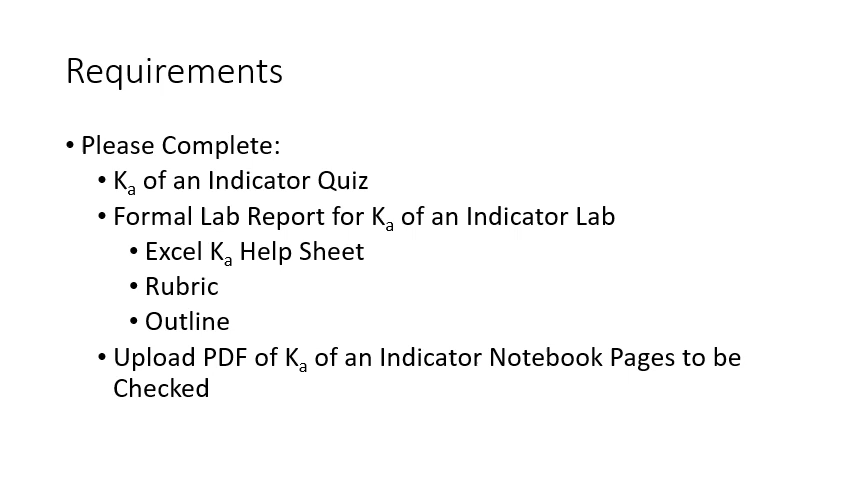 Requirements
• Please Complete:
• Kₐ of an Indicator Quiz
• Formal Lab Report for Kₐ of an Indicator Lab
• Excel Kₐ Help Sheet
• Rubric
• Outline
• Upload PDF of Kₐ of an Indicator Notebook Pages to be
Checked